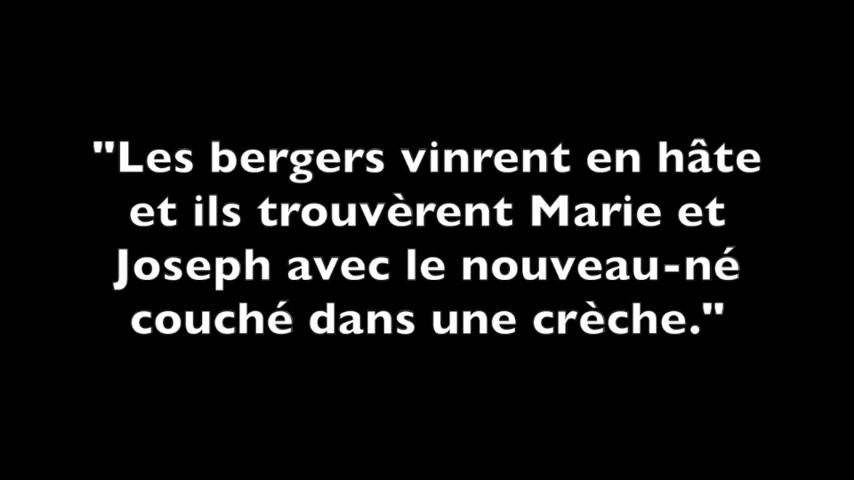 "Les bergers vinrent en hâte
et ils trouvèrent Marie et
Joseph avec le nouveau-né
couché dans une crèche."